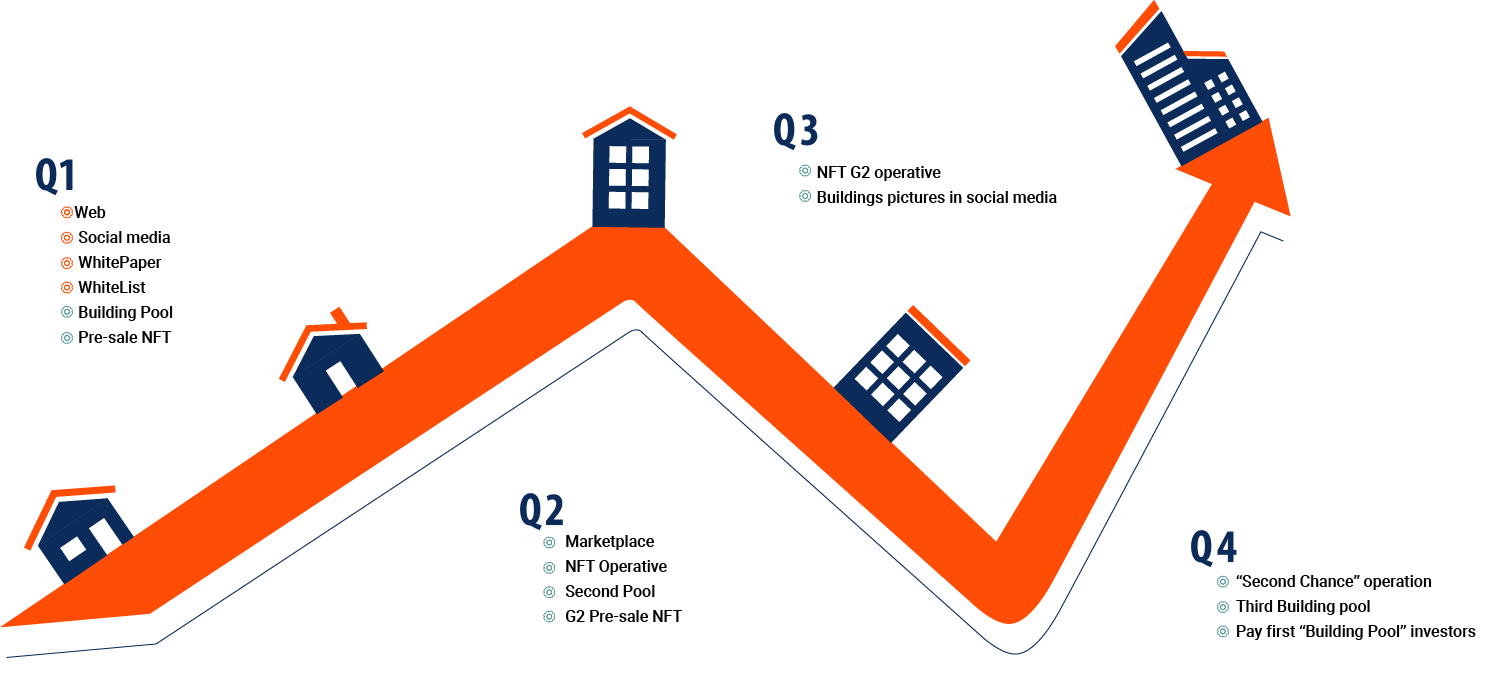 Q1
Web
Social media
WhitePaper
WhiteList
Building Pool
Pre-sale NFT
Q2
Marketplace
NFT Operative
Second Pool
G2 Pre-sale NFT
Q3
NFT G2 operative
Buildings pictures in social media
Q4
“Second Chance” operation
Third Building pool
Pay first “Building Pool” investors